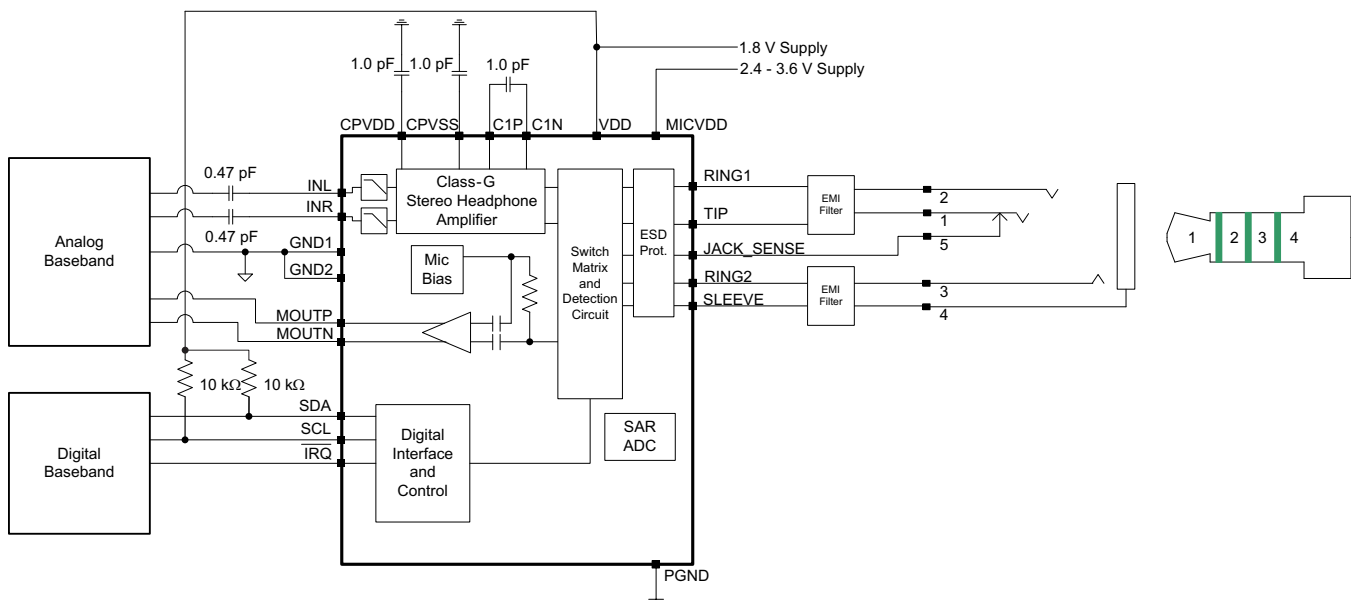 1.8 V Supply
2.4 - 3.6 V Supply
1.0 pF
1.0 pF
1.0 pF
CPVDD
CPVSS
C1P
C1N
VDD
MICVDD
Analog
Baseband
0.47 pF
0.47 pF
INL
INR
GND1
GND2
MOUTP
MOUTN
Class-G
Stereo Headphone
Amplifier
Mic
Bias
Switch
Matrix
and
Detection
Circuit
ESD
Prot.
RING1
TIP
JACK_SENSE
RING2
SLEEVE
EMI
Filter
EMI
Filter
2
1
5
3
4
1
2
3
4
10 kΩ
10 kΩ
Digital
Baseband
SDA
SCL
IRQ
Digital
Interface
and
Control
SAR
ADC
PGND